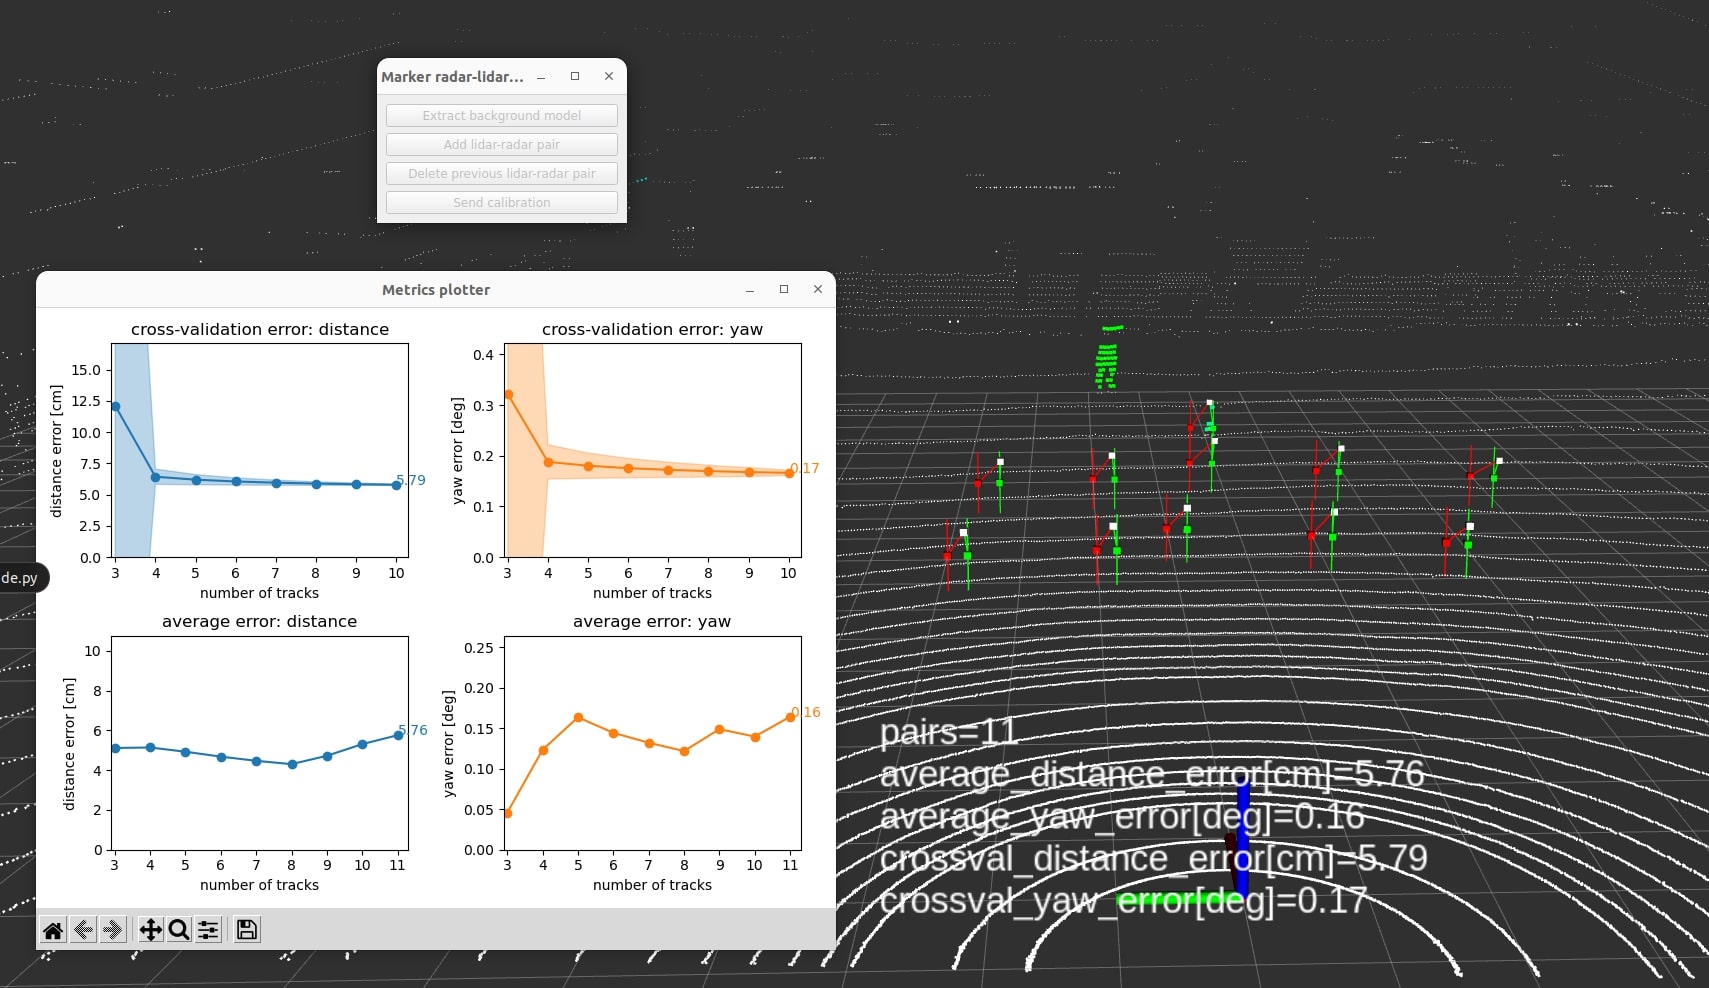 Marker radar-lidar...
Extract background model
Add lidar-radar pair
Delete previous lidar-radar pair
Send calibration
Metrics plotter
cross-validation error: distance
distance error [cm]
15.0
12.5
10.0
7.5
5.0
2.5
0.0
5.79
3 4 5 6 7 8 9 10
number of tracks
cross-validation error: yaw
yaw error [deg]
0.4
0.3
0.2
0.1
0.0
0.17
3 4 5 6 7 8 9 10
number of tracks
de.py
average error: distance
distance error [cm]
10
8
6
4
2
0
5.76
3 4 5 6 7 8 9 10 11
number of tracks
average error: yaw
yaw error [deg]
0.25
0.20
0.15
0.10
0.05
0.00
0.16
3 4 5 6 7 8 9 10 11
number of tracks
pairs=11
average_distance_error[cm]=5.76
average_yaw_error[deg]=0.16
crossval_distance_error[cm]=5.79
crossval_yaw_error[deg]=0.17